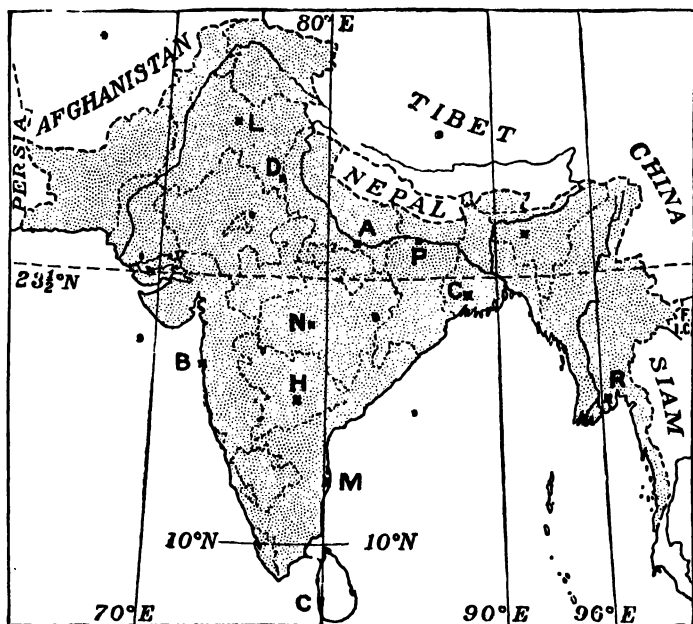 80°E
AFGHANISTAN
PERSIA
TIBET
CHINA
NEPAL
L
D
A
P
C
23½°N
N
B
H
F.
I.C.
R
SIAM
M
10°N
10°N
C
70°E
90°E
96°E